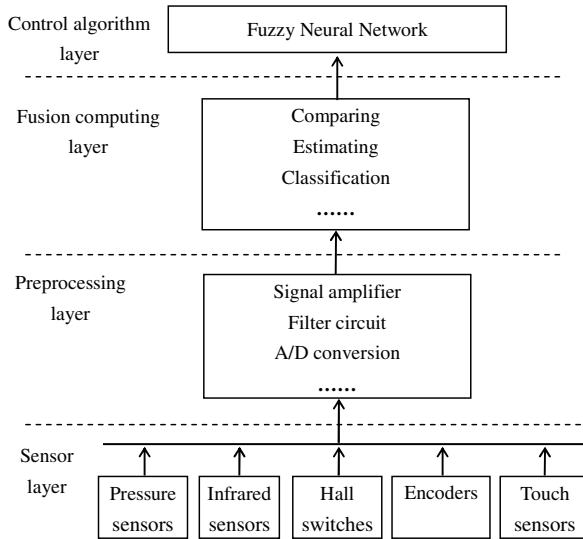 Control algorithm
layer
Fuzzy Neural Network
Fusion computing
layer
Comparing
Estimating
Classification
......
Preprocessing
layer
Signal amplifier
Filter circuit
A/D conversion
......
Sensor
layer
Pressure
sensors
Infrared
sensors
Hall
switches
Encoders
Touch
sensors